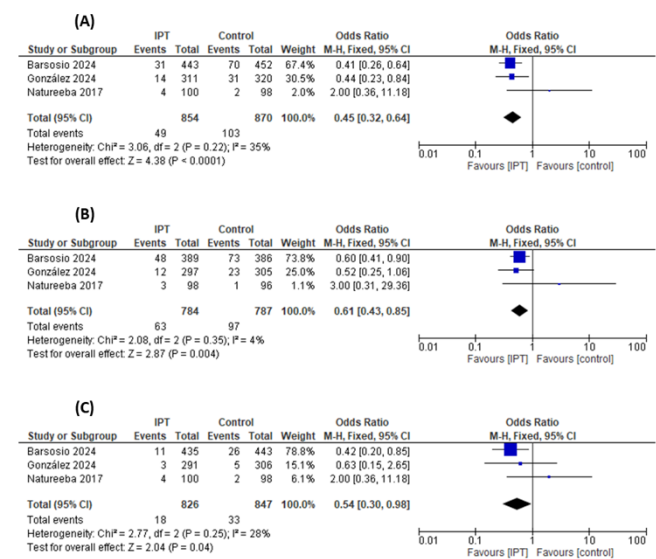 (A)
IPT Control Odds Ratio Odds Ratio
Study or Subgroup Events Total Events Total Weight M-H, Fixed, 95% CI M-H, Fixed, 95% CI
Barsosio 2024 31 443 70 452 67.4% 0.41 [0.26, 0.64]
González 2024 14 311 31 320 30.5% 0.44 [0.23, 0.84]
Natureeba 2017 4 100 2 98 2.0% 2.00 [0.36, 11.18]
Total (95% CI) 854 870 100.0% 0.45 [0.32, 0.64]
Total events 49 103
Heterogeneity: Chi² = 3.06, df = 2 (P = 0.22); I² = 35%
Test for overall effect: Z = 4.38 (P < 0.0001)
0.01 0.1 1 10 100
Favours [IPT] Favours [control]
(B)
IPT Control Odds Ratio Odds Ratio
Study or Subgroup Events Total Events Total Weight M-H, Fixed, 95% CI M-H, Fixed, 95% CI
Barsosio 2024 48 389 73 386 73.8% 0.60 [0.41, 0.90]
González 2024 12 297 23 305 25.0% 0.52 [0.25, 1.06]
Natureeba 2017 3 98 1 96 1.1% 3.00 [0.31, 29.36]
Total (95% CI) 784 787 100.0% 0.61 [0.43, 0.85]
Total events 63 97
Heterogeneity: Chi² = 2.08, df = 2 (P = 0.35); I² = 4%
Test for overall effect: Z = 2.87 (P = 0.004)
0.01 0.1 1 10 100
Favours [IPT] Favours [control]
(C)
IPT Control Odds Ratio Odds Ratio
Study or Subgroup Events Total Events Total Weight M-H, Fixed, 95% CI M-H, Fixed, 95% CI
Barsosio 2024 11 435 26 443 78.8% 0.42 [0.20, 0.85]
González 2024 3 291 5 306 15.1% 0.63 [0.15, 2.65]
Natureeba 2017 4 100 2 98 6.1% 2.00 [0.36, 11.18]
Total (95% CI) 826 847 100.0% 0.54 [0.30, 0.98]
Total events 18 33
Heterogeneity: Chi² = 2.77, df = 2 (P = 0.25); I² = 28%
Test for overall effect: Z = 2.04 (P = 0.04)
0.01 0.1 1 10 100
Favours [IPT] Favours [control]